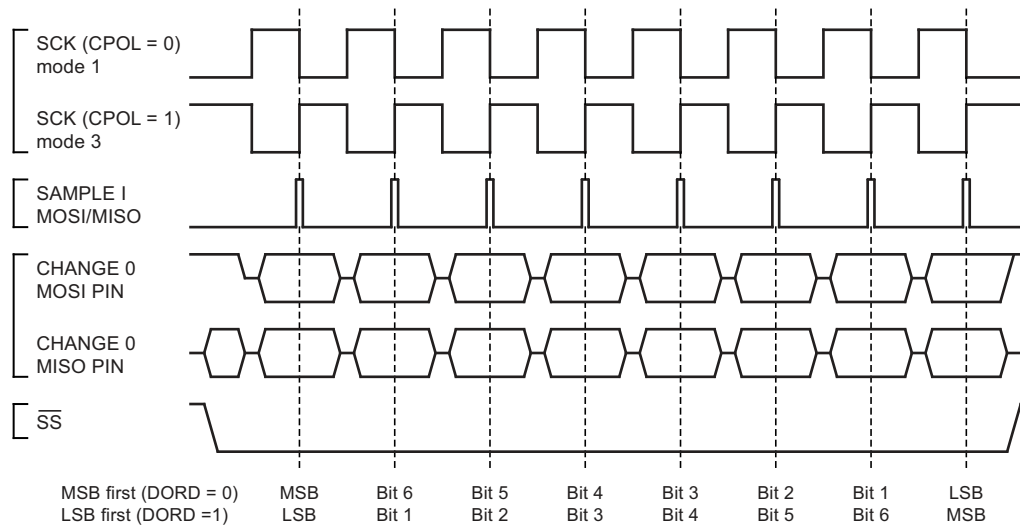 SCK (CPOL = 0)
mode 1
SCK (CPOL = 1)
mode 3
SAMPLE I
MOSI/MISO
CHANGE 0
MOSI PIN
CHANGE 0
MISO PIN
SS
MSB first (DORD = 0) MSB Bit 6 Bit 5 Bit 4 Bit 3 Bit 2 Bit 1 LSB
LSB first (DORD =1) LSB Bit 1 Bit 2 Bit 3 Bit 4 Bit 5 Bit 6 MSB